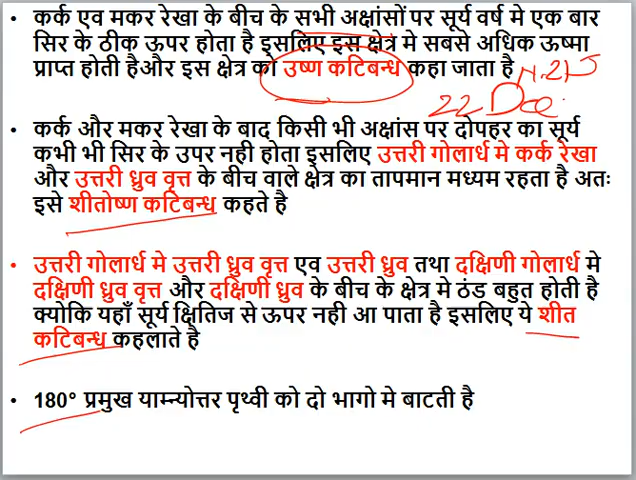 • कर्क एव मकर रेखा के बीच के सभी अक्षांसों पर सूर्य वर्ष मे एक बार
सिर के ठीक ऊपर होता है इसलिए इस क्षेत्र मे सबसे अधिक ऊष्मा
प्राप्त होती हैऔर इस क्षेत्र को उष्ण कटिबन्ध कहा जाता है
22 Dec
• कर्क और मकर रेखा के बाद किसी भी अक्षांस पर दोपहर का सूर्य
कभी भी सिर के उपर नही होता इसलिए उत्तरी गोलार्ध मे कर्क रेखा
और उत्तरी ध्रुव वृत्त के बीच वाले क्षेत्र का तापमान मध्यम रहता है अतः
इसे शीतोष्ण कटिबन्ध कहते है
• उत्तरी गोलार्ध मे उत्तरी ध्रुव वृत्त एव उत्तरी ध्रुव तथा दक्षिणी गोलार्ध मे
दक्षिणी ध्रुव वृत्त और दक्षिणी ध्रुव के बीच के क्षेत्र मे ठंड बहुत होती है
क्योकि यहाँ सूर्य क्षितिज से ऊपर नही आ पाता है इसलिए ये शीत
कटिबन्ध कहलाते है
• 180° प्रमुख याम्न्योत्तर पृथ्वी को दो भागो मे बाटती है